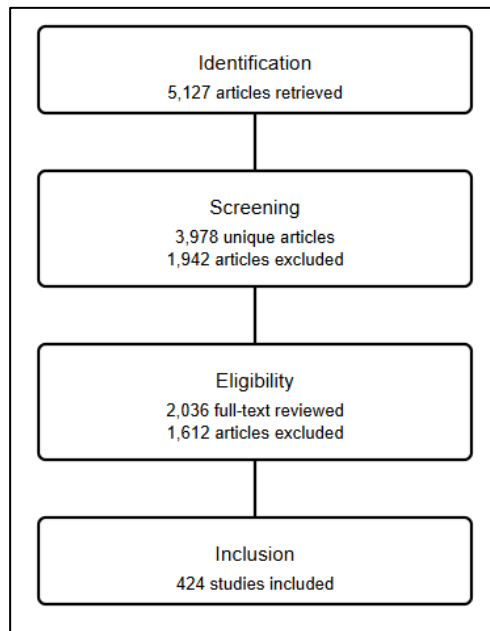 Identification
5,127 articles retrieved
Screening
3,978 unique articles
1,942 articles excluded
Eligibility
2,036 full-text reviewed
1,612 articles excluded
Inclusion
424 studies included